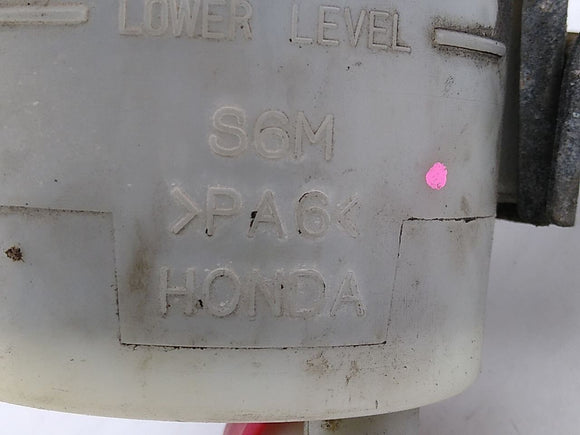 LOWER LEVEL
S6M
>PA6<
HONDA